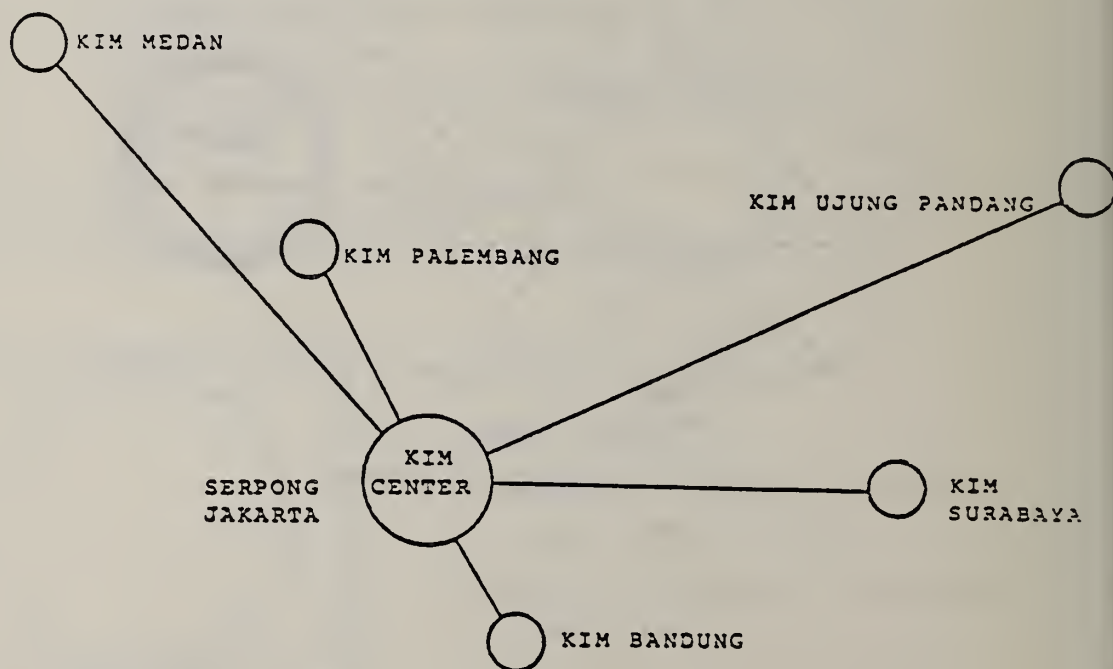 KIM MEDAN
KIM UJUNG PANDANG
KIM PALEMBANG
KIM
CENTER
SERPONG
JAKARTA
KIM
SURABAYA
KIM BANDUNG